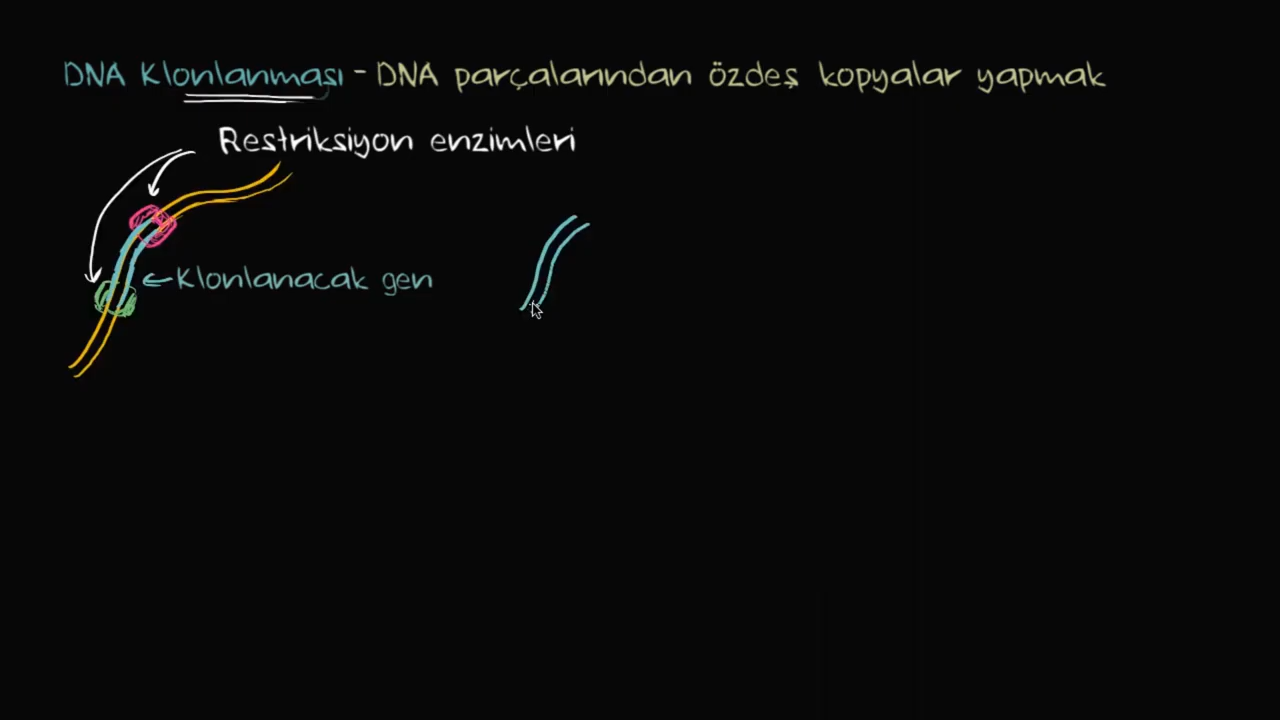 DNA Klonlanması - DNA parçalarından özdeş kopyalar yapmak
Restriksiyon enzimleri
←Klonlanacak gen